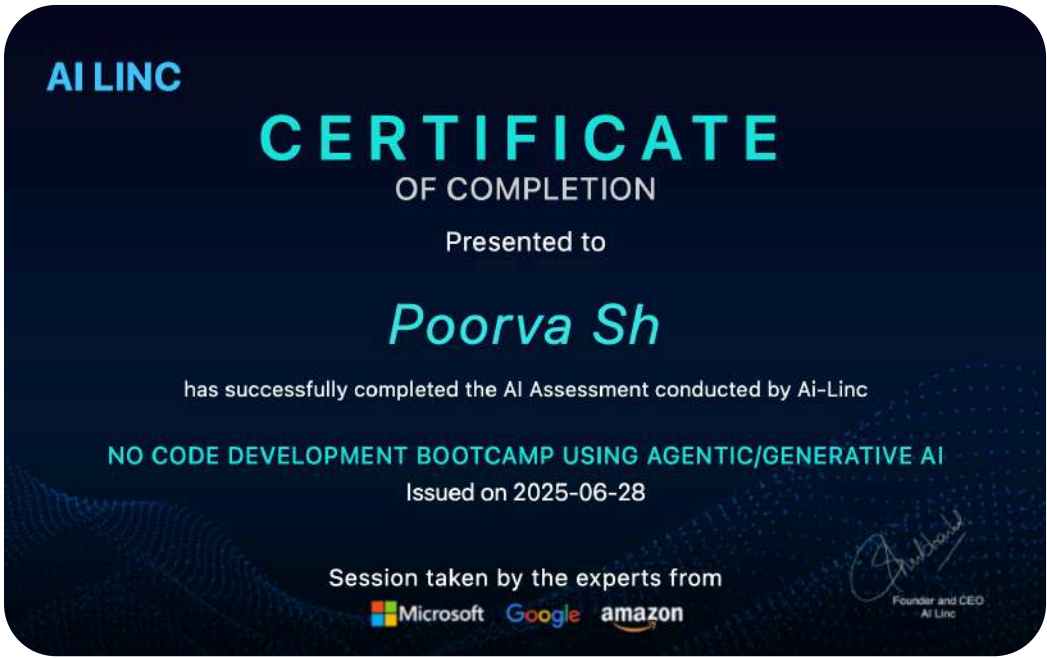 AI LINC
CERTIFICATE
OF COMPLETION
Presented to
Poorva Sh
has successfully completed the AI Assessment conducted by Ai-Linc
NO CODE DEVELOPMENT BOOTCAMP USING AGENTIC/GENERATIVE AI
Issued on 2025-06-28
Session taken by the experts from
Microsoft Google amazon
Founder and CEO
AI Linc